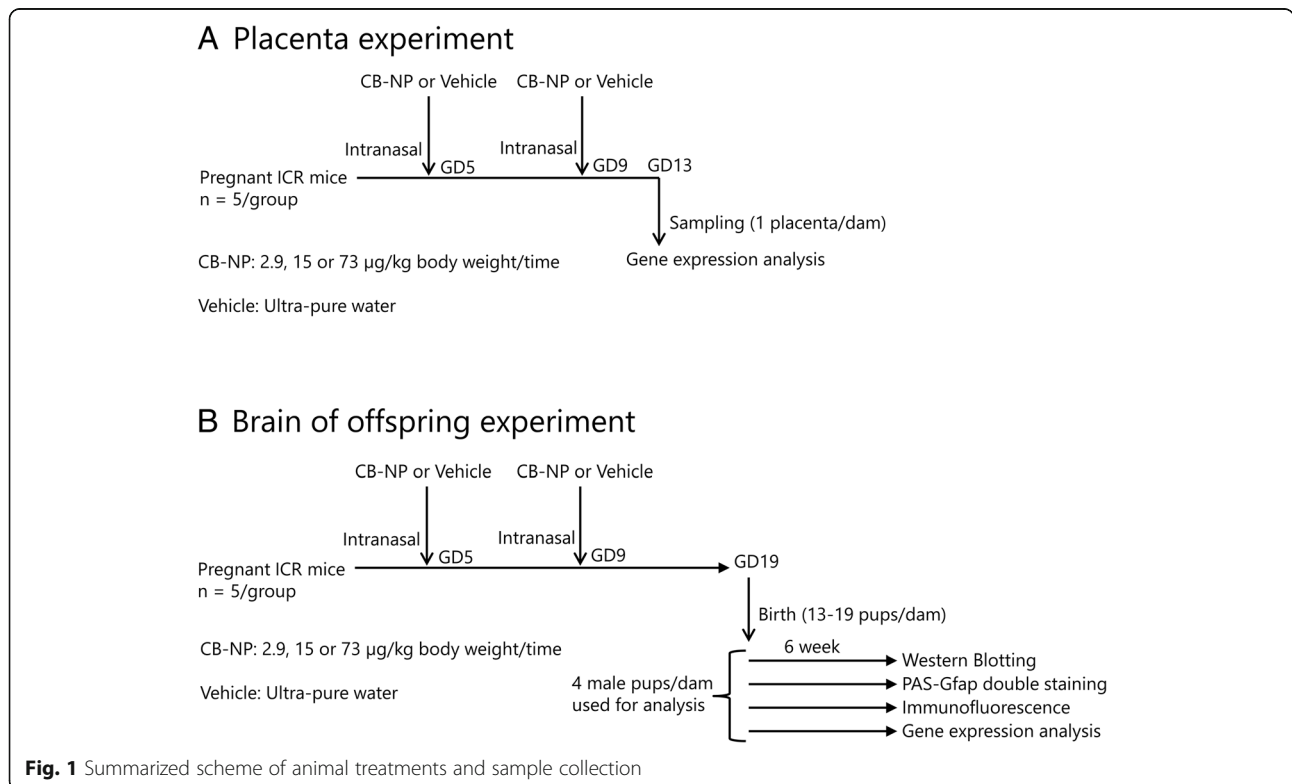 A Placenta experiment
CB-NP or Vehicle CB-NP or Vehicle
Intranasal Intranasal
GD5 GD9 GD13
Pregnant ICR mice
n = 5/group
Sampling (1 placenta/dam)
CB-NP: 2.9, 15 or 73 µg/kg body weight/time
Gene expression analysis
Vehicle: Ultra-pure water
B Brain of offspring experiment
CB-NP or Vehicle CB-NP or Vehicle
Intranasal Intranasal
GD5 GD9 GD19
Pregnant ICR mice
n = 5/group
Birth (13-19 pups/dam)
CB-NP: 2.9, 15 or 73 µg/kg body weight/time
Vehicle: Ultra-pure water
4 male pups/dam
used for analysis
6 week
Western Blotting
PAS-Gfap double staining
Immunofluorescence
Gene expression analysis
Fig. 1 Summarized scheme of animal treatments and sample collection